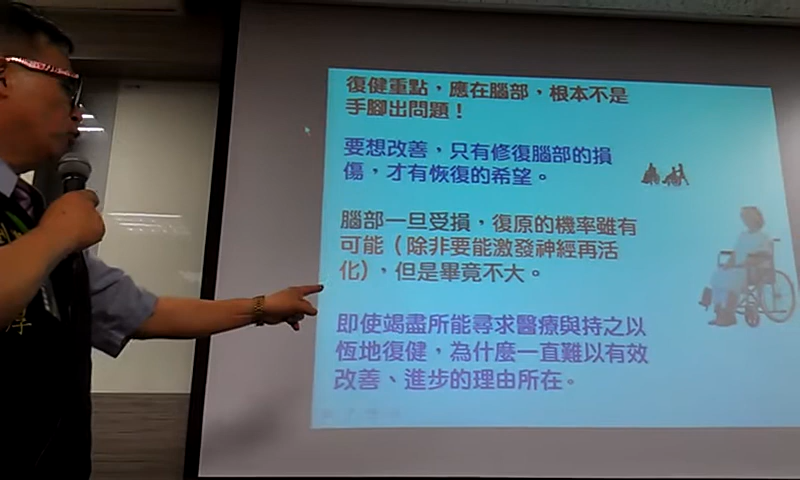 復健重點，應在腦部，根本不是
手腳出問題！
要想改善，只有修復腦部的損
傷，才有恢復的希望。
腦部一旦受損，復原的機率雖有
可能（除非要能激發神經再活
化），但是畢竟不大。
即使竭盡所能尋求醫療與持之以
恆地復健，為什麼一直難以有效
改善、進步的理由所在。